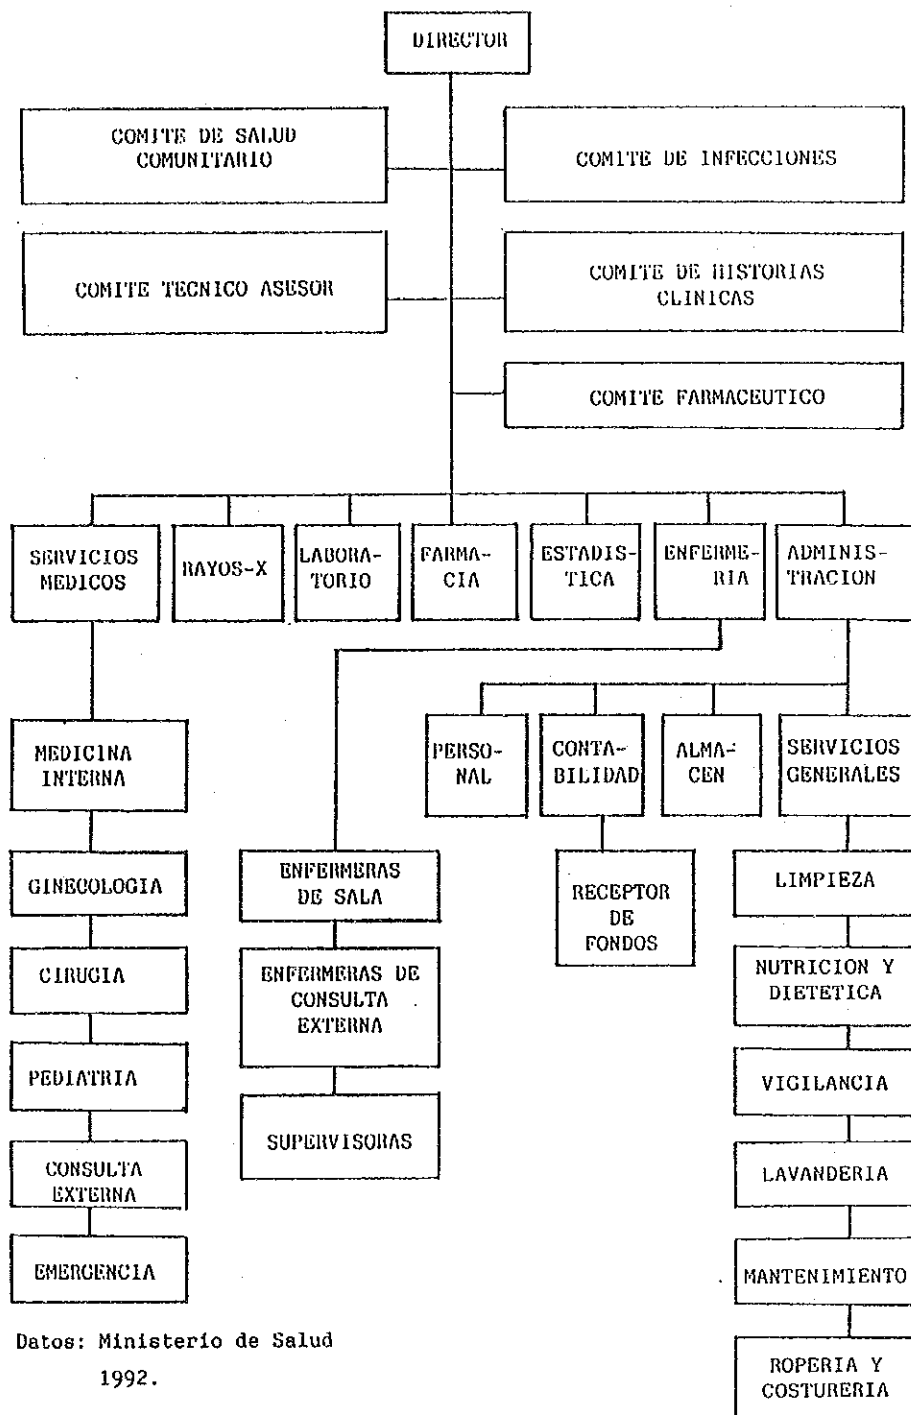 DIRECTOR
COMITE DE SALUD
COMUNITARIO
COMITE DE INFECCIONES
COMITE TECNICO ASESOR
COMITE DE HISTORIAS
CLINICAS
COMITE FARMACEUTICO
SERVICIOS
MEDICOS
RAYOS-X
LABORA-
TORIO
FARMA-
CIA
ESTADIS-
TICA
ENFERME-
RIA
ADMINIS-
TRACION
MEDICINA
INTERNA
GINECOLOGIA
CIRUGIA
PEDIATRIA
CONSULTA
EXTERNA
EMERGENCIA
ENFERMERAS
DE SALA
ENFERMERAS DE
CONSULTA
EXTERNA
SUPERVISORAS
PERSO-
NAL
CONTA-
BILIDAD
ALMA-
CEN
SERVICIOS
GENERALES
RECEPTOR
DE
FONDOS
LIMPIEZA
NUTRICION Y
DIETETICA
VIGILANCIA
LAVANDERIA
MANTENIMIENTO
ROPERIA Y
COSTURERIA
Datos: Ministerio de Salud
1992.